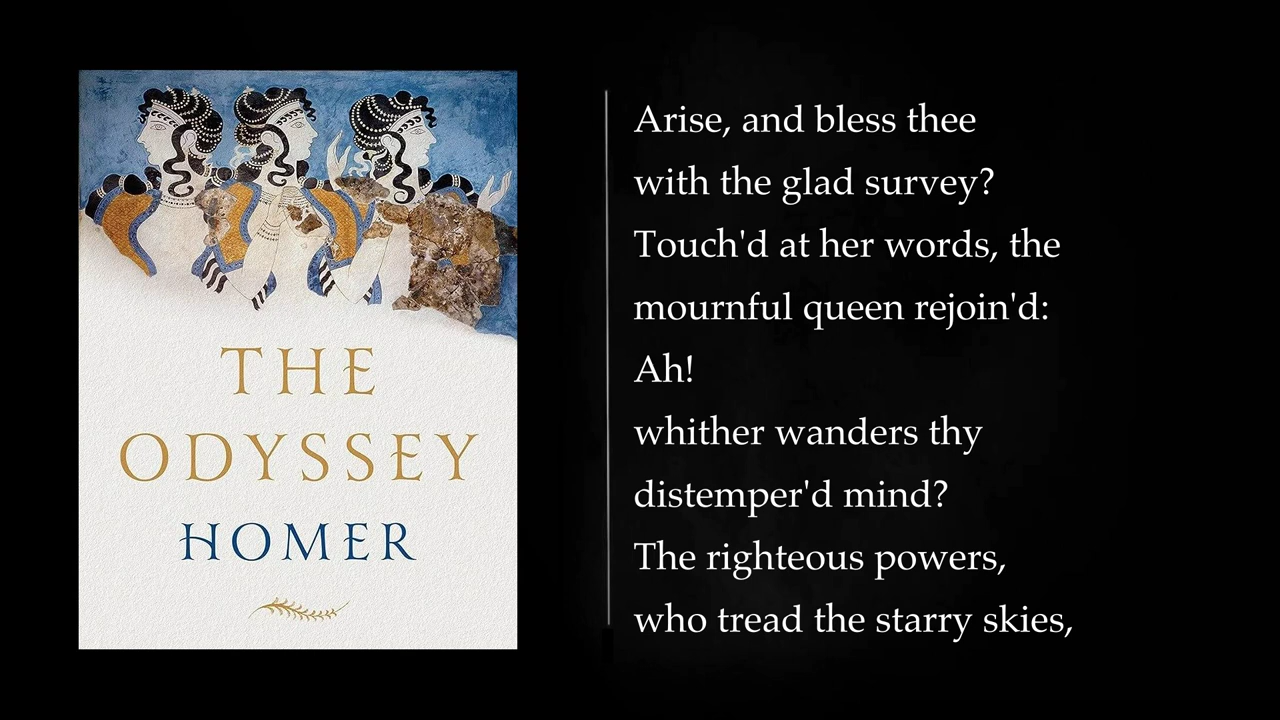 THE
ODYSSEY
HOMER
Arise, and bless thee
with the glad survey?
Touch'd at her words, the
mournful queen rejoin'd:
Ah!
whither wanders thy
distemper'd mind?
The righteous powers,
who tread the starry skies,